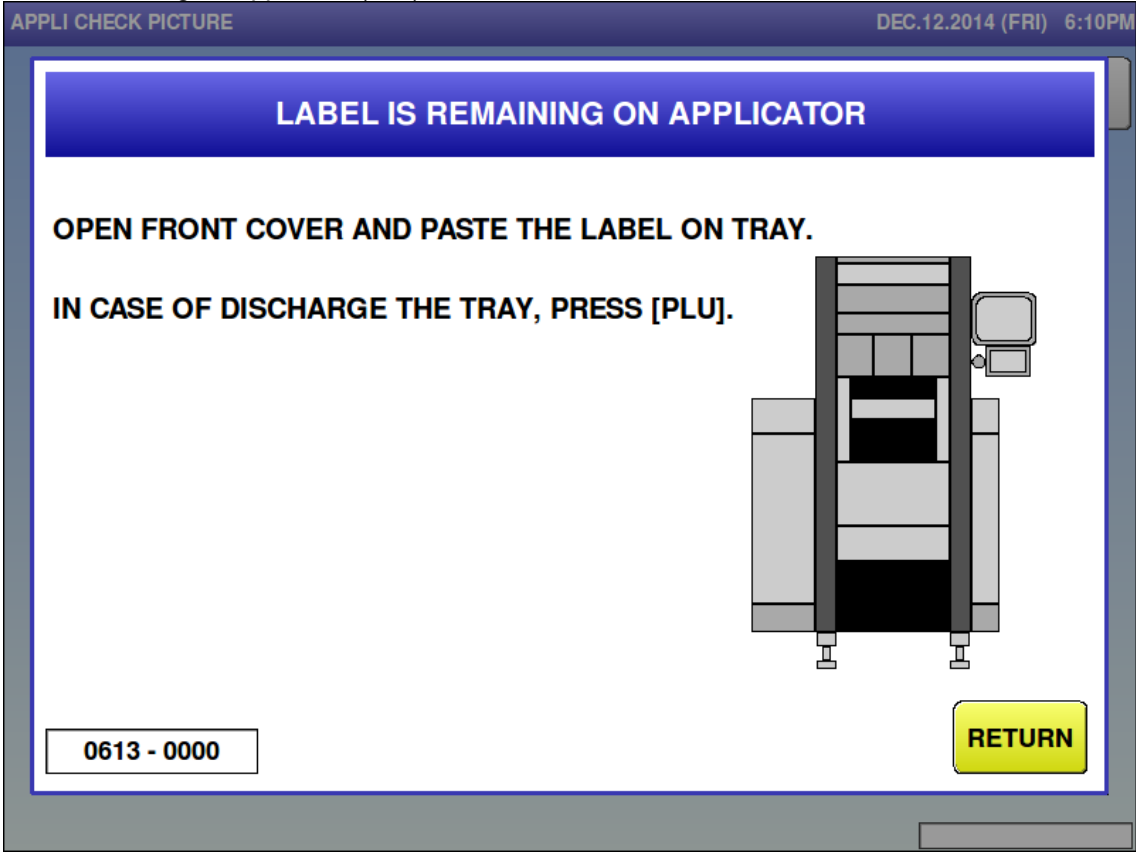 APPLI CHECK PICTURE
DEC.12.2014 (FRI) 6:10PM
LABEL IS REMAINING ON APPLICATOR
OPEN FRONT COVER AND PASTE THE LABEL ON TRAY.
IN CASE OF DISCHARGE THE TRAY, PRESS [PLU].
0613 - 0000
RETURN